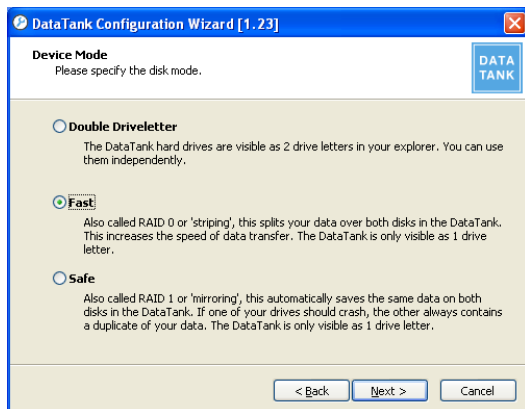 DataTank Configuration Wizard [1.23]
Device Mode
Please specify the disk mode.
DATA
TANK
Double Driveletter
The DataTank hard drives are visible as 2 drive letters in your explorer. You can use
them independently.
Fast
Also called RAID 0 or 'striping', this splits your data over both disks in the DataTank.
This increases the speed of data transfer. The DataTank is only visible as 1 drive
letter.
Safe
Also called RAID 1 or 'mirroring', this automatically saves the same data on both
disks in the DataTank. If one of your drives should crash, the other always contains
a duplicate of your data. The DataTank is only visible as 1 drive letter.
< Back Next > Cancel